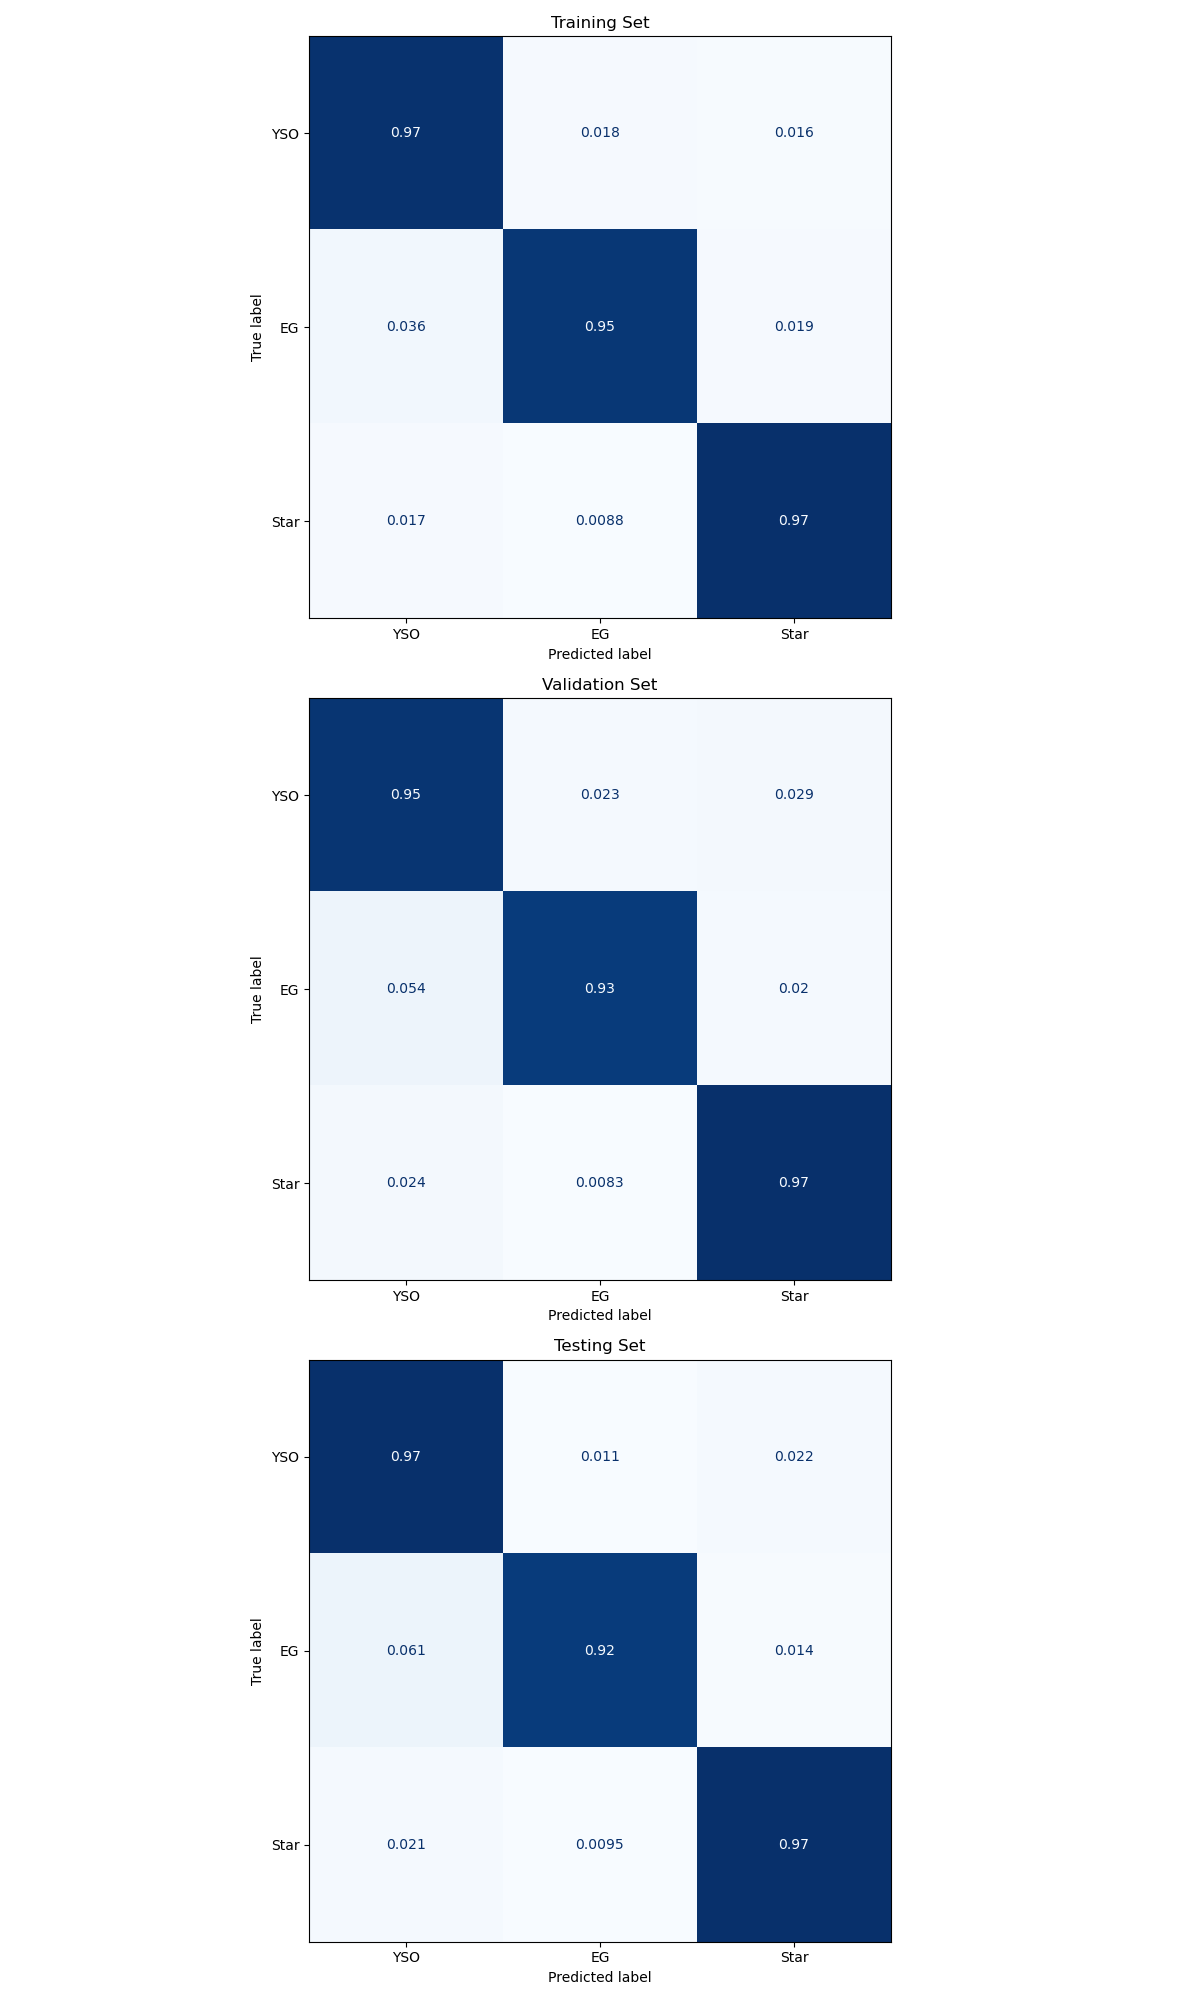 Training Set
YSO
0.97
0.018
0.016
True label
EG
0.036
0.95
0.019
Star
0.017
0.0088
0.97
YSO
EG
Star
Predicted label
Validation Set
YSO
0.95
0.023
0.029
True label
EG
0.054
0.93
0.02
Star
0.024
0.0083
0.97
YSO
EG
Star
Predicted label
Testing Set
YSO
0.97
0.011
0.022
True label
EG
0.061
0.92
0.014
Star
0.021
0.0095
0.97
YSO
EG
Star
Predicted label